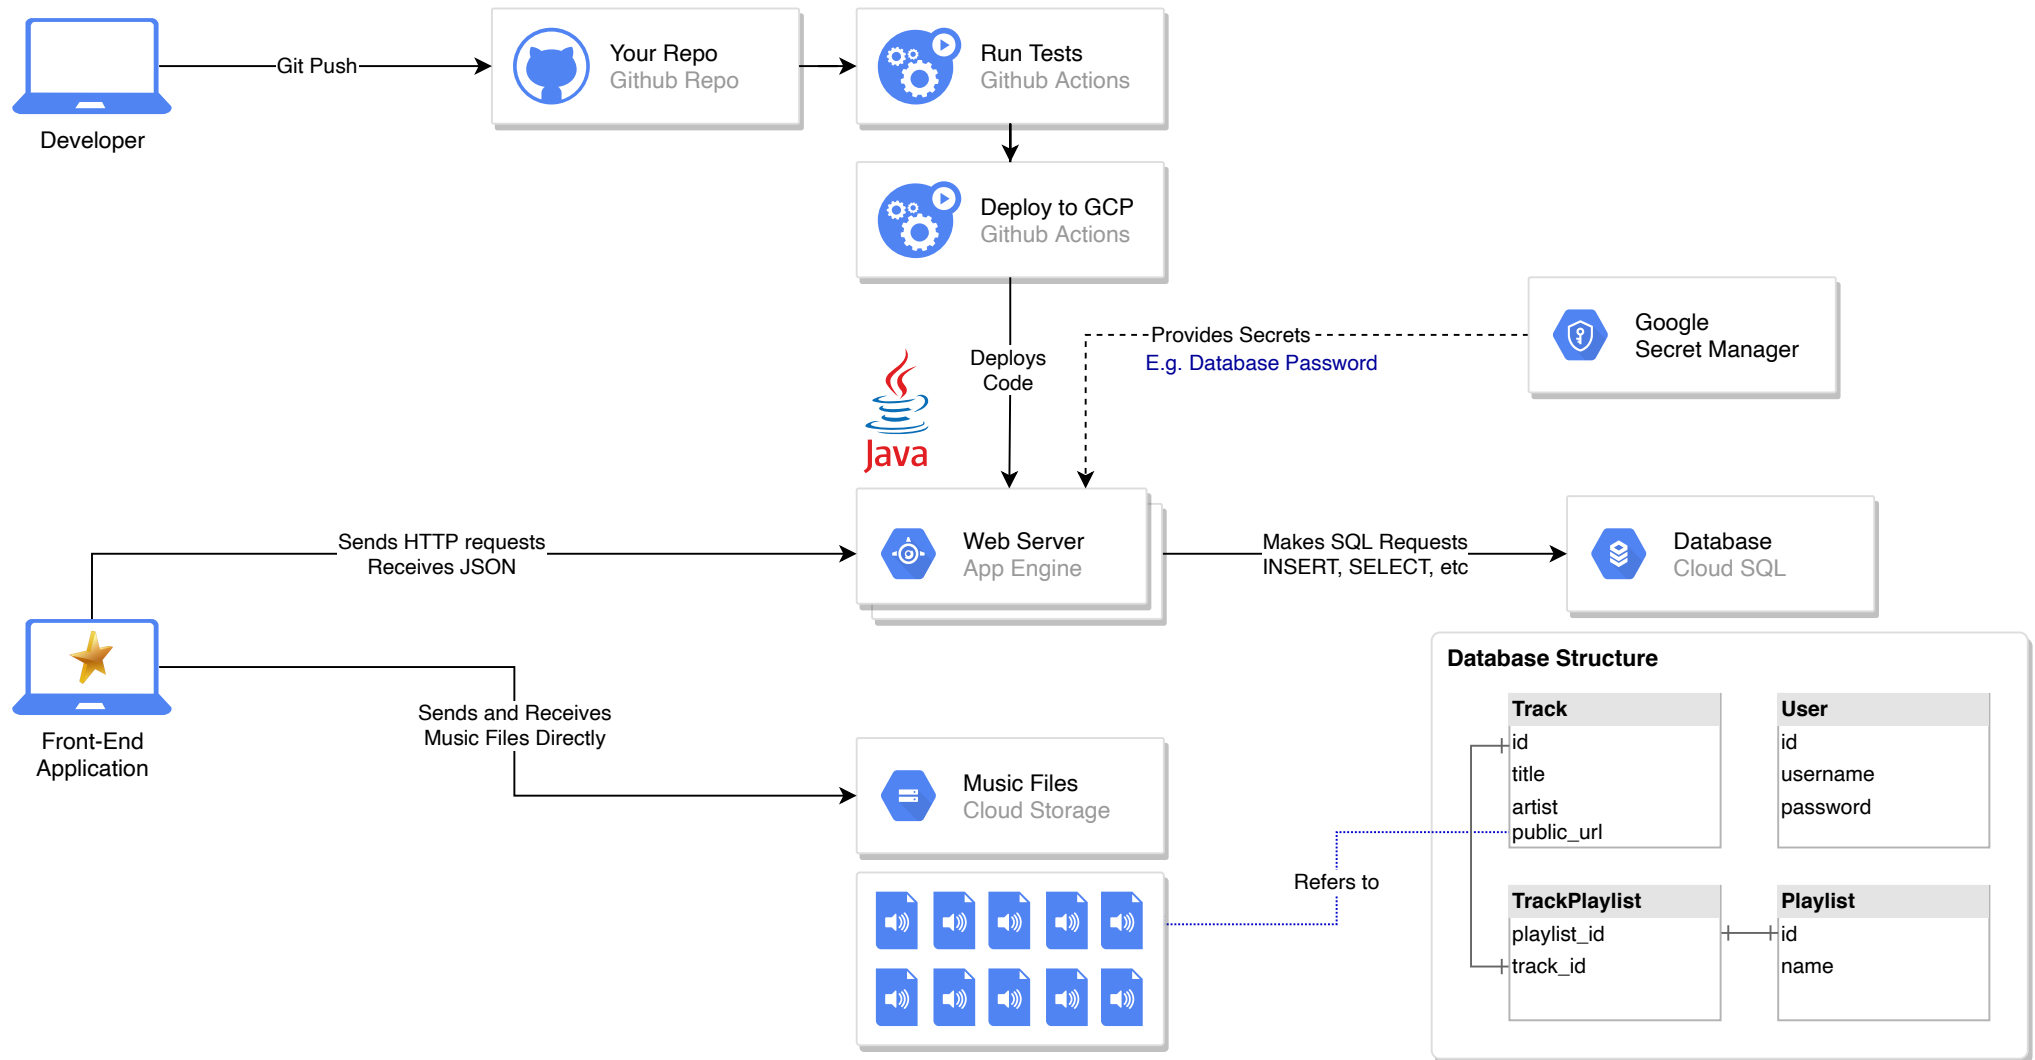 Developer
Git Push
Your Repo
Github Repo
Run Tests
Github Actions
Deploy to GCP
Github Actions
Deploys
Code
Provides Secrets
E.g. Database Password
Google
Secret Manager
Java
Sends HTTP requests
Receives JSON
Web Server
App Engine
Makes SQL Requests
INSERT, SELECT, etc
Database
Cloud SQL
Front-End
Application
Sends and Receives
Music Files Directly
Music Files
Cloud Storage
Refers to
Database Structure
Track
id
title
artist
public_url
User
id
username
password
TrackPlaylist
playlist_id
track_id
Playlist
id
name